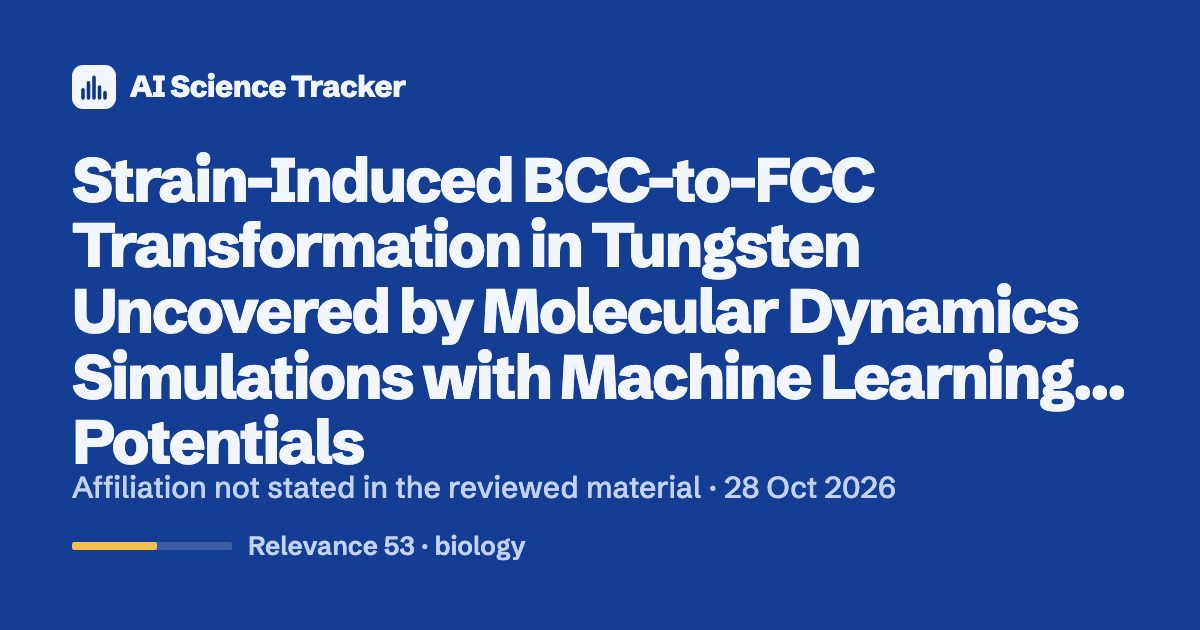 AI Science Tracker
Strain-Induced BCC-to-FCC
Transformation in Tungsten
Uncovered by Molecular Dynamics
Simulations with Machine Learning...
Potentials
Affiliation not stated in the reviewed material · 28 Oct 2026
Relevance 53 · biology